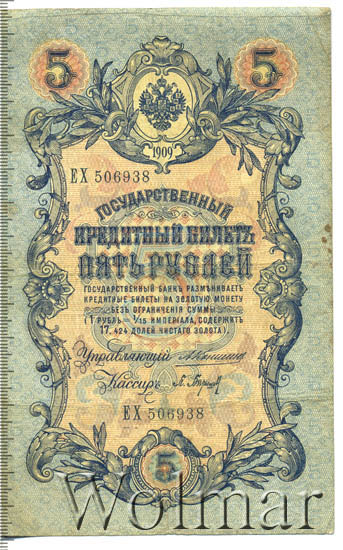 5 5
1909
ЕХ 506938
ГОСУДАРСТВЕННЫЙ
КРЕДИТНЫЙ БИЛЕТЪ
ПЯТЬ РУБЛЕЙ
ГОСУДАРСТВЕННЫЙ БАНКЪ РАЗМѢНИВАЕТЪ
КРЕДИТНЫЕ БИЛЕТЫ НА ЗОЛОТУЮ МОНЕТУ
БЕЗЪ ОГРАНИЧЕНІЯ СУММЫ
(1 РУБЛЬ = 1/15 ИМПЕРІАЛА, СОДЕРЖИТЪ
17,424 ДОЛЕЙ ЧИСТАГО ЗОЛОТА).
Управляющій
Кассиръ
ЕХ 506938
5
Wolmar